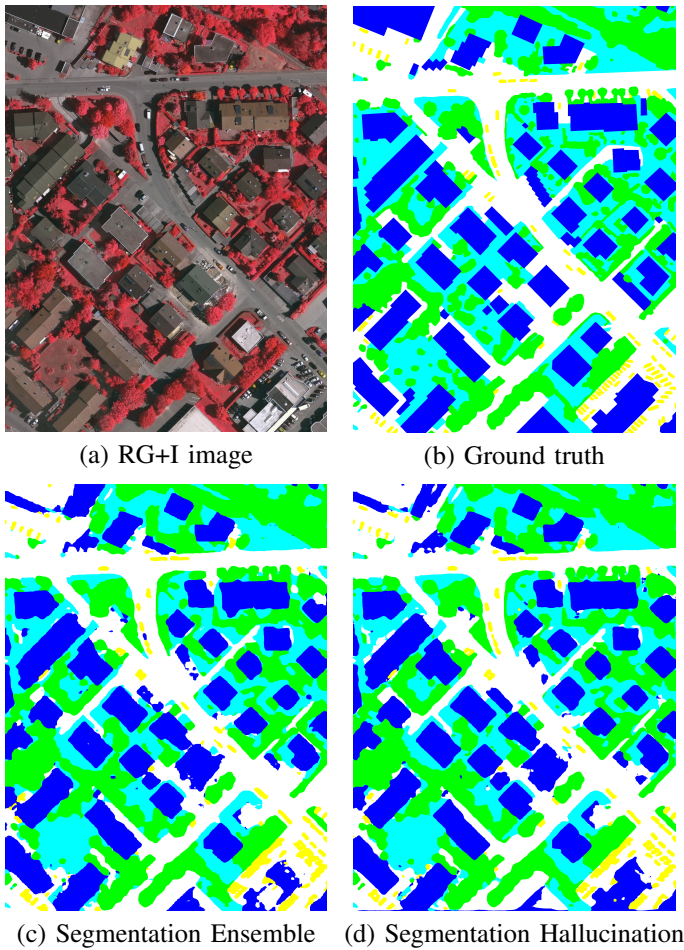 (a) RG+I image
(b) Ground truth
(c) Segmentation Ensemble
(d) Segmentation Hallucination